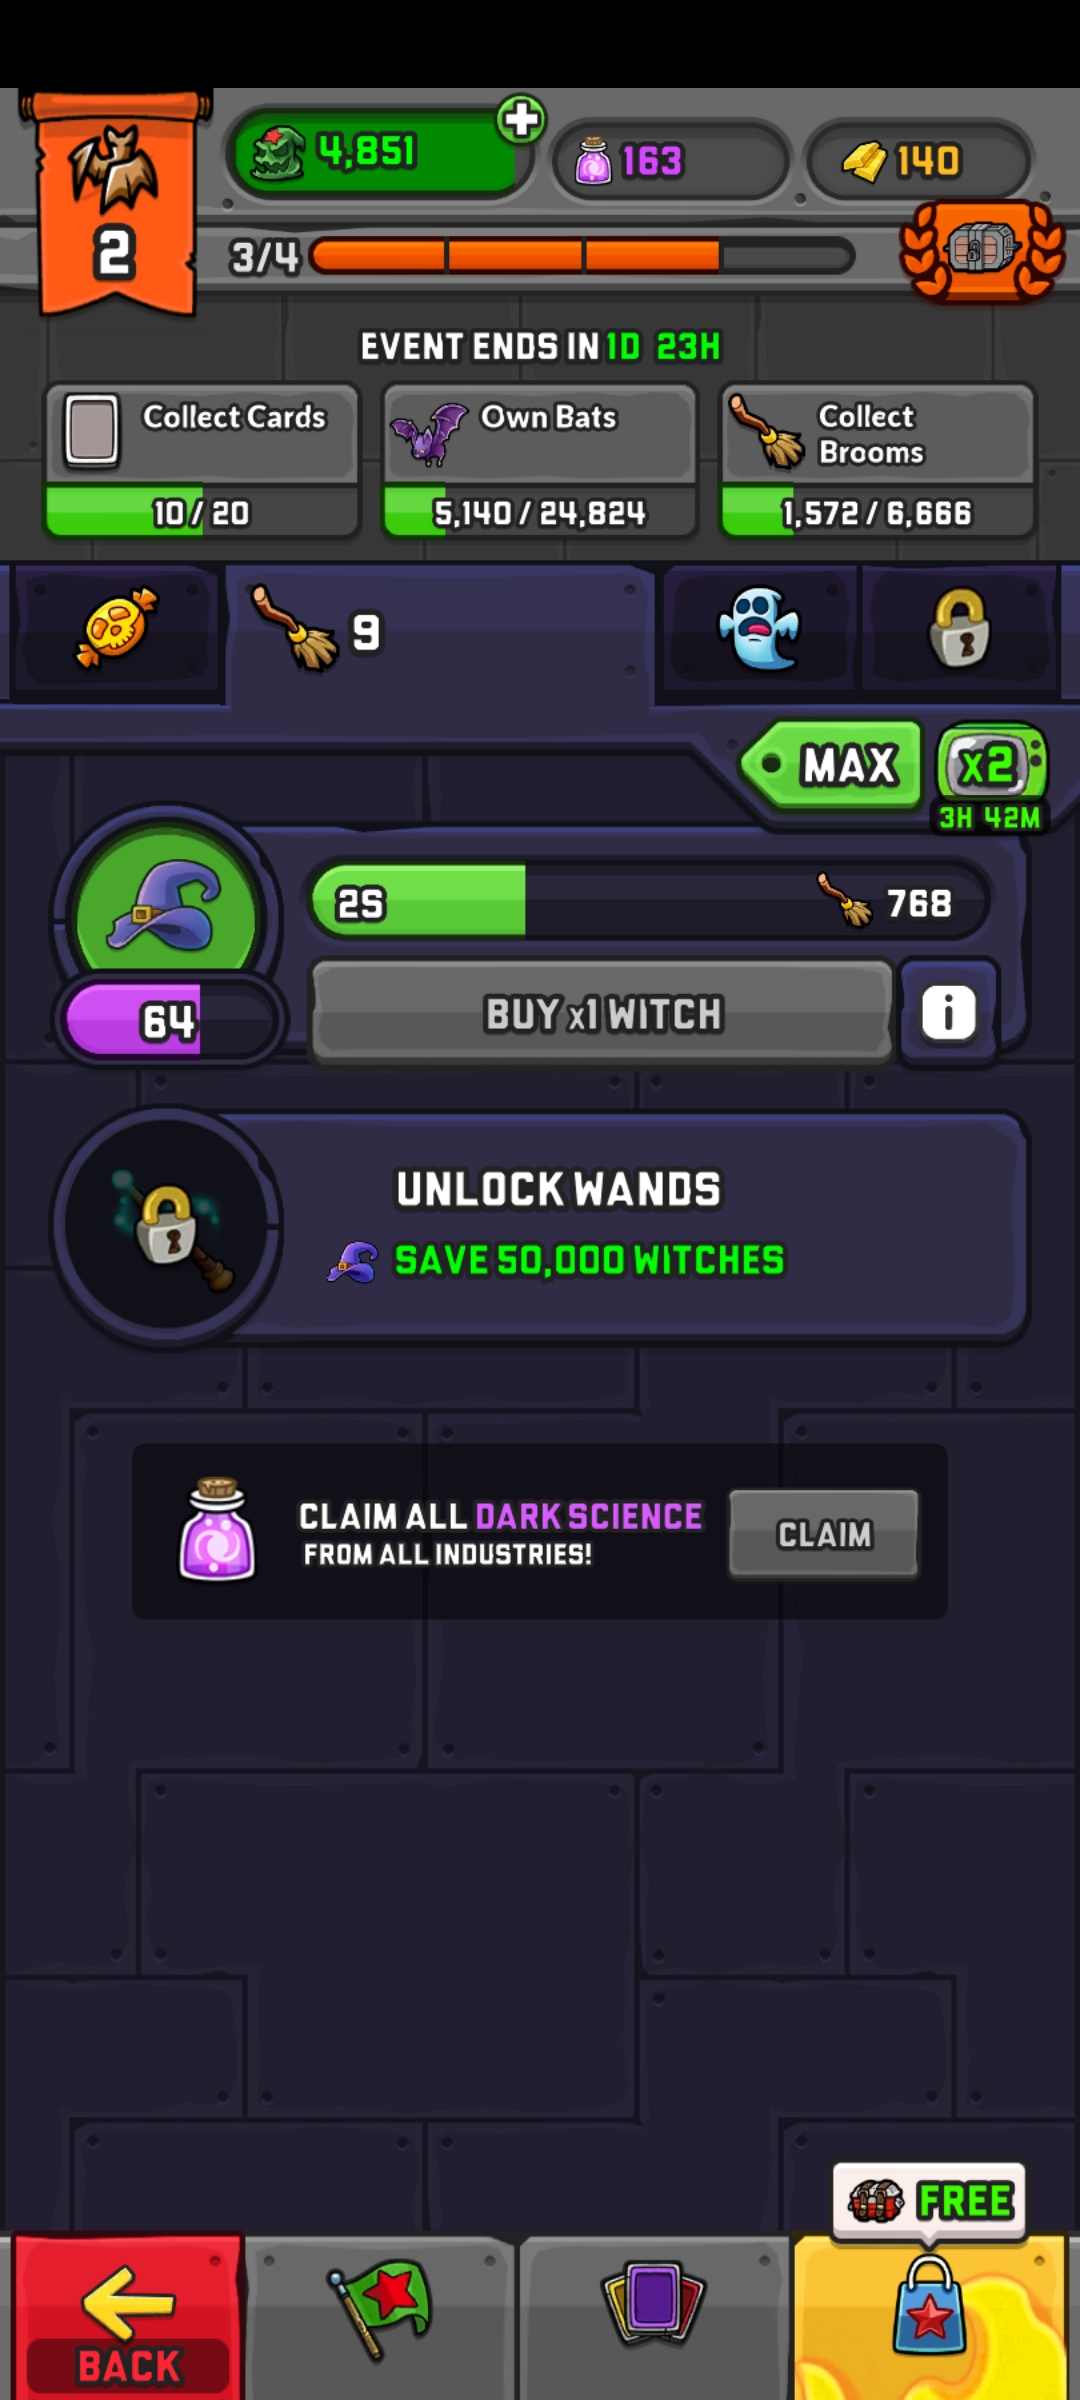 4,851
163
140
2
3/4
EVENT ENDS IN 1D 23H
Collect Cards
10/20
Own Bats
5,140/24,824
Collect
Brooms
1,572/6,666
9
MAX
x2
3H 42M
2S
768
64
BUY x1 WITCH
i
UNLOCK WANDS
SAVE 50,000 WITCHES
CLAIM ALL DARK SCIENCE
FROM ALL INDUSTRIES!
CLAIM
FREE
BACK